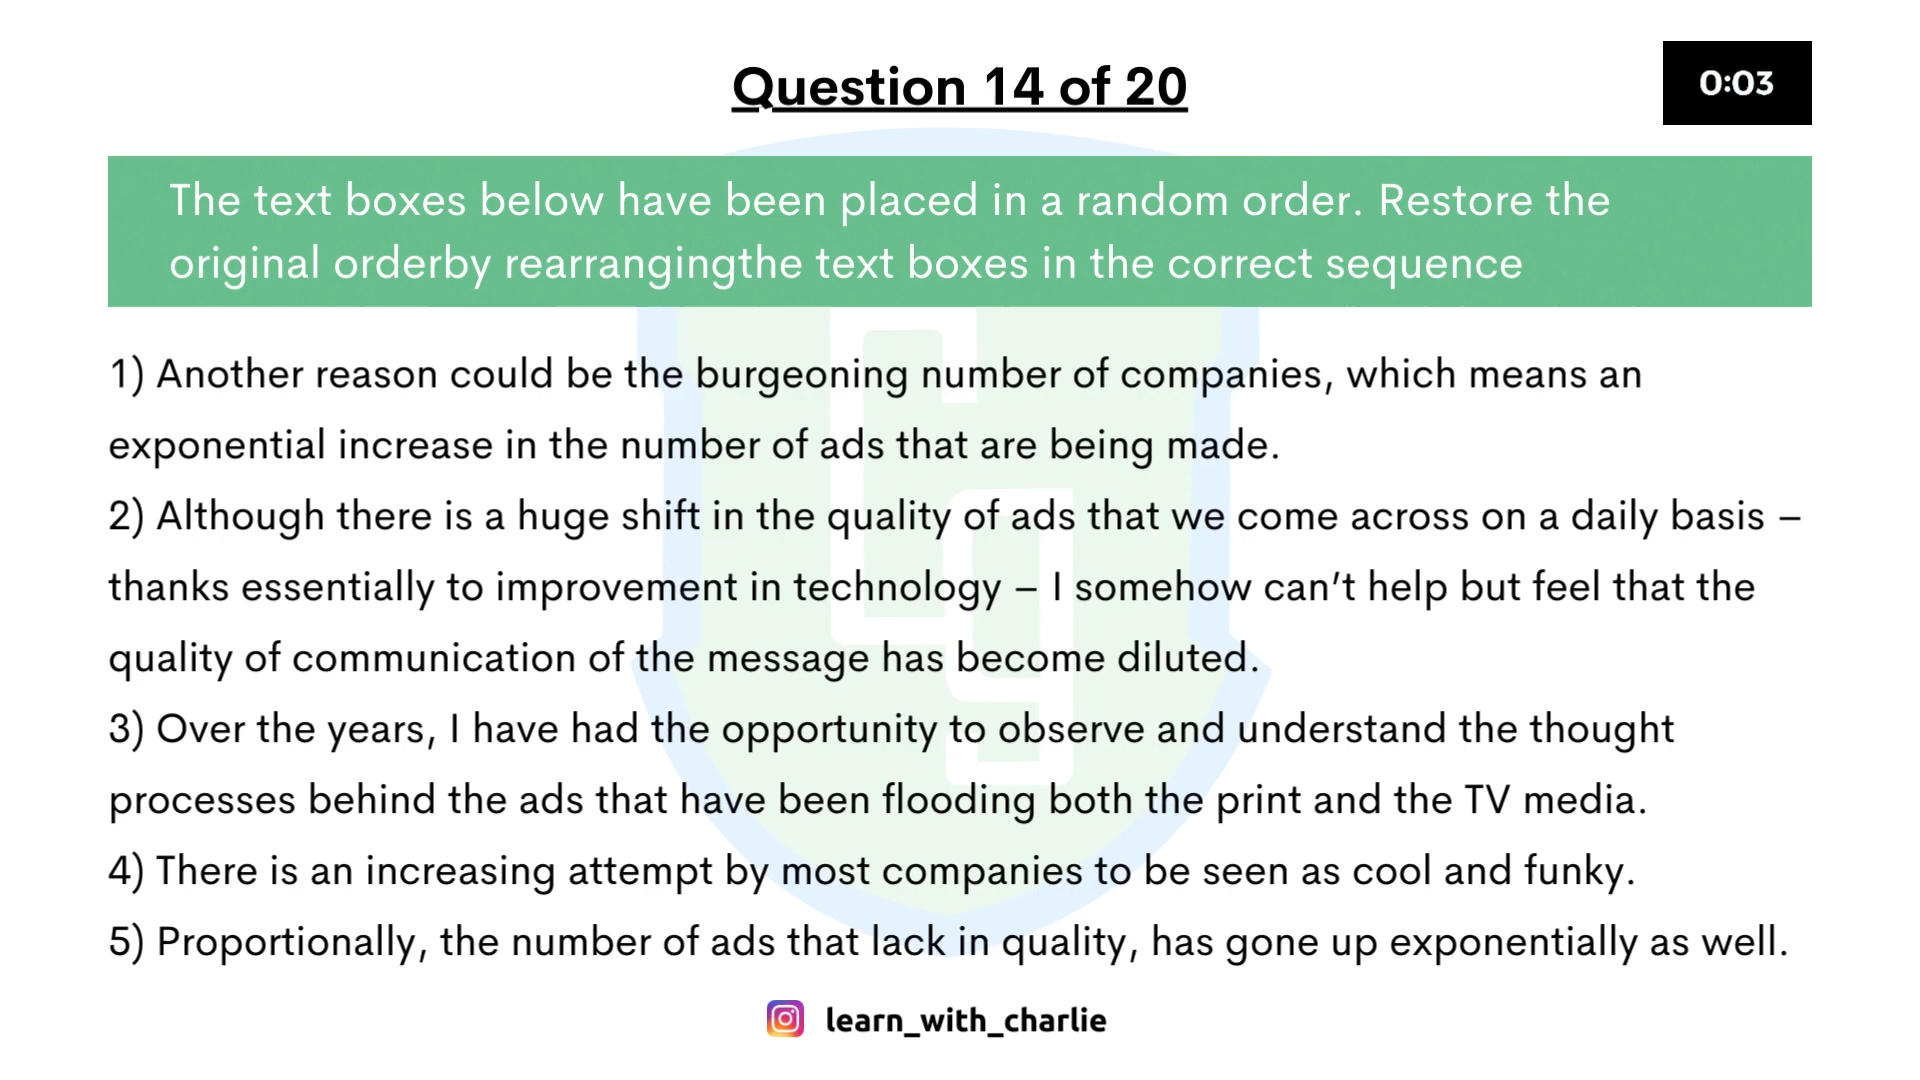 Question 14 of 20
0:03
The text boxes below have been placed in a random order. Restore the
original orderby rearrangingthe text boxes in the correct sequence
1) Another reason could be the burgeoning number of companies, which means an
exponential increase in the number of ads that are being made.
2) Although there is a huge shift in the quality of ads that we come across on a daily basis –
thanks essentially to improvement in technology – I somehow can’t help but feel that the
quality of communication of the message has become diluted.
3) Over the years, I have had the opportunity to observe and understand the thought
processes behind the ads that have been flooding both the print and the TV media.
4) There is an increasing attempt by most companies to be seen as cool and funky.
5) Proportionally, the number of ads that lack in quality, has gone up exponentially as well.
learn_with_charlie